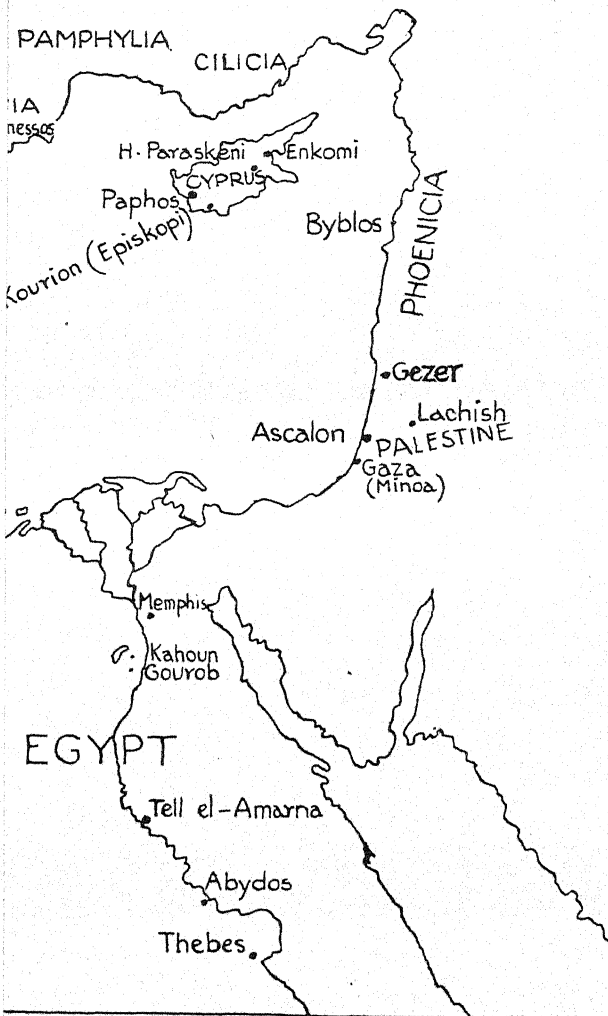 PAMPHYLIA
CILICIA
IA
nessos
H. Paraskeni
Enkomi
CYPRUS
Paphos
Kourion (Episkopi)
Byblos
PHOENICIA
Gezer
Lachish
Ascalon
PALESTINE
Gaza
(Minoa)
Memphis
Kahoun
Gourob
EGYPT
Tell el-Amarna
Abydos
Thebes